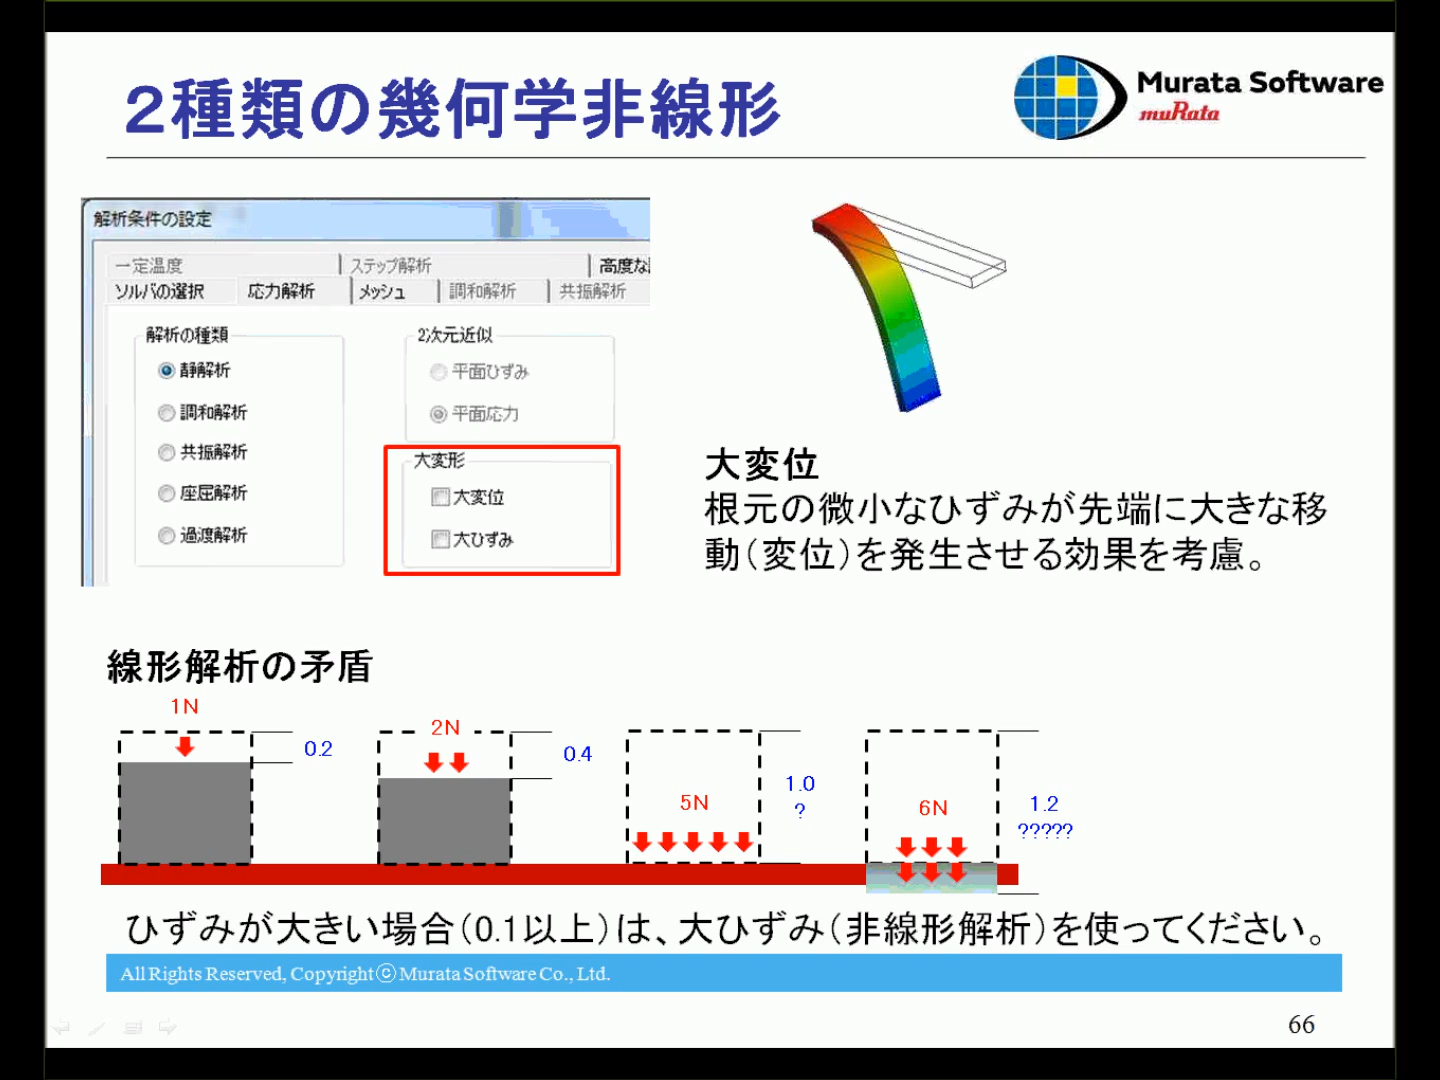 2種類の幾何学非線形
Murata Software
muRata
解析条件の設定
一定温度
ステップ解析
ソルバの選択
応力解析
メッシュ
調和解析
共振解析
解析の種類
静解析
調和解析
共振解析
座屈解析
過渡解析
2次元近似
平面ひずみ
平面応力
大変形
大変位
大ひずみ
大変位
根元の微小なひずみが先端に大きな移
動(変位)を発生させる効果を考慮。
線形解析の矛盾
1N
0.2
2N
0.4
5N
1.0
?
6N
1.2
?????
ひずみが大きい場合(0.1以上)は、大ひずみ(非線形解析)を使ってください。
All Rights Reserved, Copyright ⓒ Murata Software Co., Ltd.
66